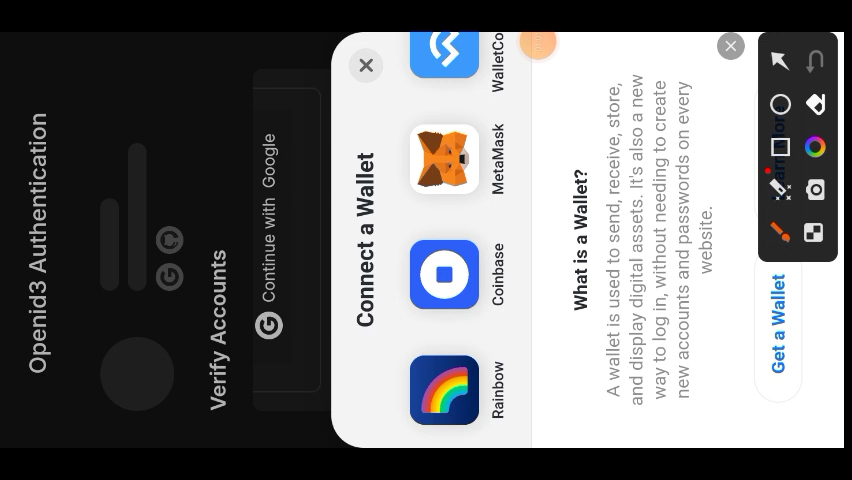 Openid3 Authentication
Verify Accounts
Continue with Google
Connect a Wallet
Rainbow
Coinbase
MetaMask
WalletCo
What is a Wallet?
A wallet is used to send, receive, store,
and display digital assets. It's also a new
way to log in, without needing to create
new accounts and passwords on every
website.
Get a Wallet